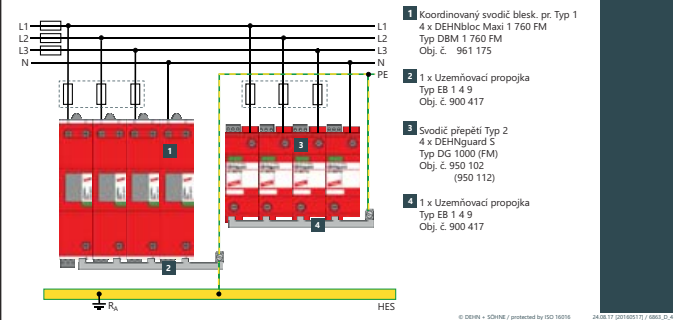 L1
L2
L3
N
L1
L2
L3
N
PE
1
2
3
4
HES
R_A
1 Koordinovaný svodič blesk. pr. Typ 1
4 x DEHNbloc Maxi 1 760 FM
Typ DBM 1 760 FM
Obj. č. 961 175
2 1 x Uzemňovací propojka
Typ EB 1 4 9
Obj. č. 900 417
3 Svodič přepětí Typ 2
4 x DEHNguard S
Typ DG 1000 (FM)
Obj. č. 950 102
(950 112)
4 1 x Uzemňovací propojka
Typ EB 1 4 9
Obj. č. 900 417
© DEHN + SÖHNE / protected by ISO 16016
24.08.17 [20160517] / 6863_D_4